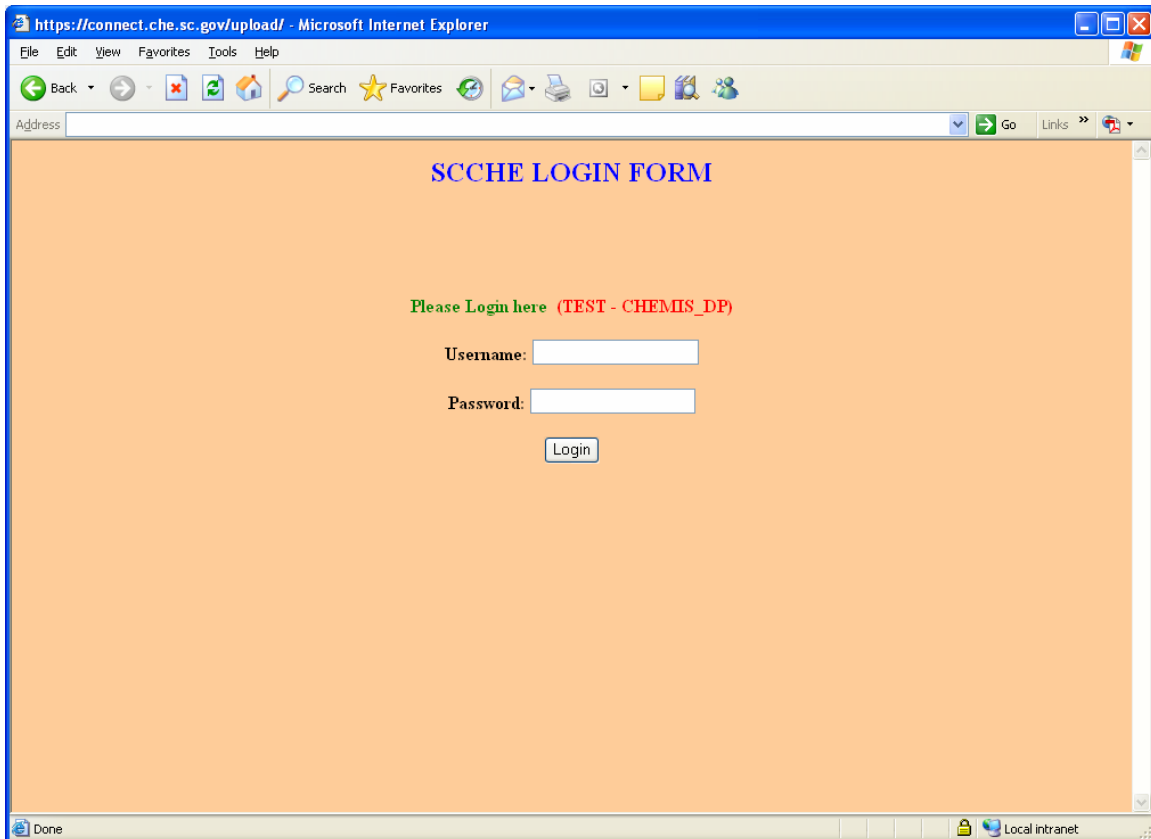 https://connect.che.sc.gov/upload/ - Microsoft Internet Explorer
File Edit View Favorites Tools Help
Back Search Favorites
Address Go Links »
SCCHE LOGIN FORM
Please Login here (TEST - CHEMIS_DP)
Username:
Password:
Login
Done Local intranet